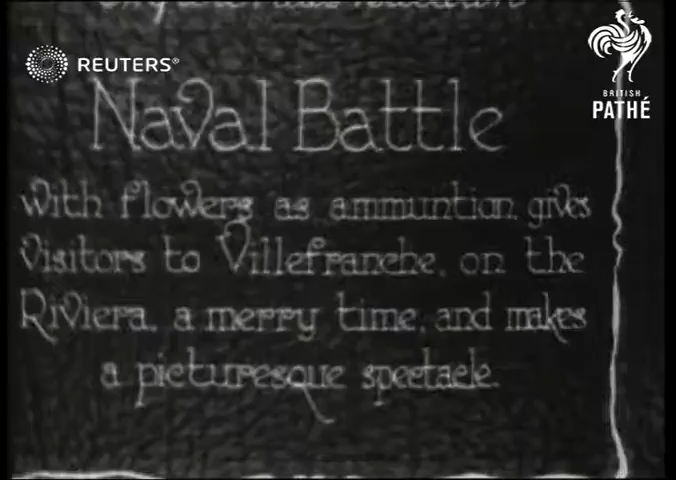 REUTERS®
BRITISH
PATHÉ
Naval Battle
with flowers as ammuntion, gives
Visitors to Villefranche, on the
Riviera, a merry time, and makes
a picturesque spectacle.